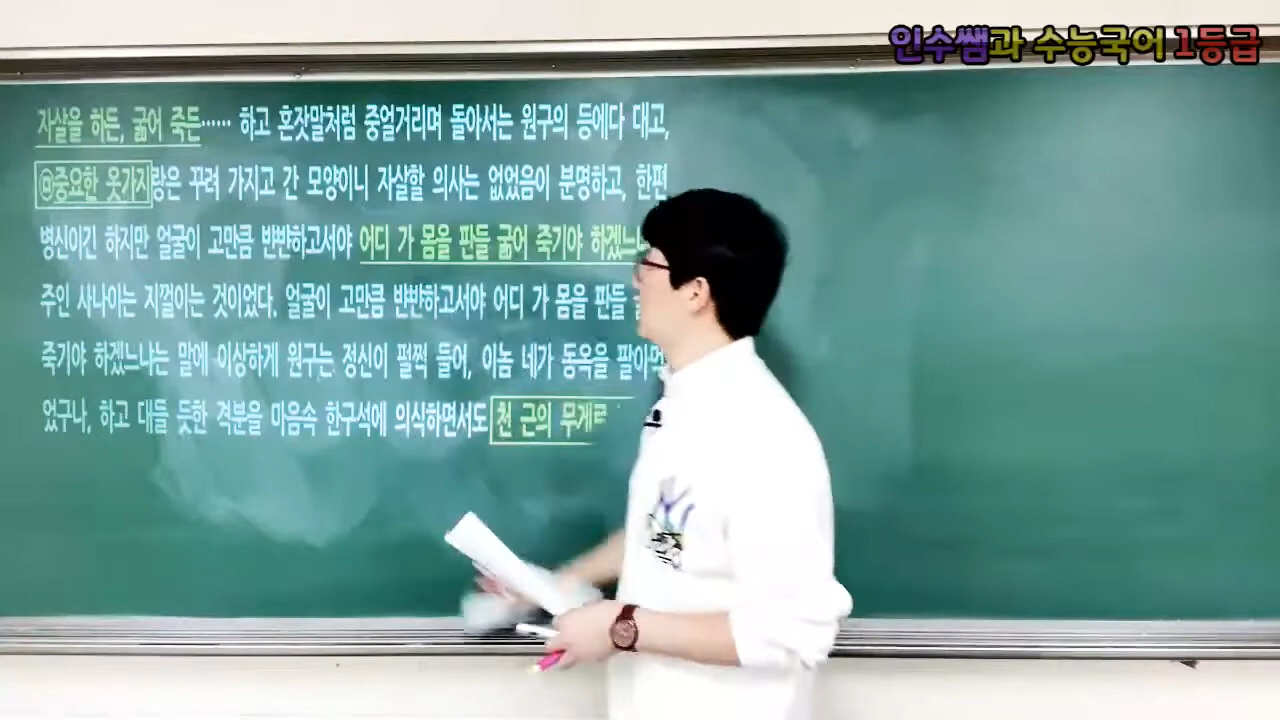 인수쌤과 수능국어 1등급
자살을 하든, 굶어 죽든…… 하고 혼잣말처럼 중얼거리며 돌아서는 원구의 등에다 대고,
ⓗ중요한 옷가지랑은 꾸려 가지고 간 모양이니 자살할 의사는 없었음이 분명하고, 한편
병신이긴 하지만 얼굴이 고만큼 반반하고서야 어디 가 몸을 판들 굶어 죽기야 하겠느냐
주인 사나이는 지껄이는 것이었다. 얼굴이 고만큼 반반하고서야 어디 가 몸을 판들
죽기야 하겠느냐는 말에 이상하게 원구는 정신이 펄쩍 들어, 이놈 네가 동옥을 팔아먹
었구나, 하고 대들 듯한 격분을 마음속 한구석에 의식하면서도 천 근의 무게로